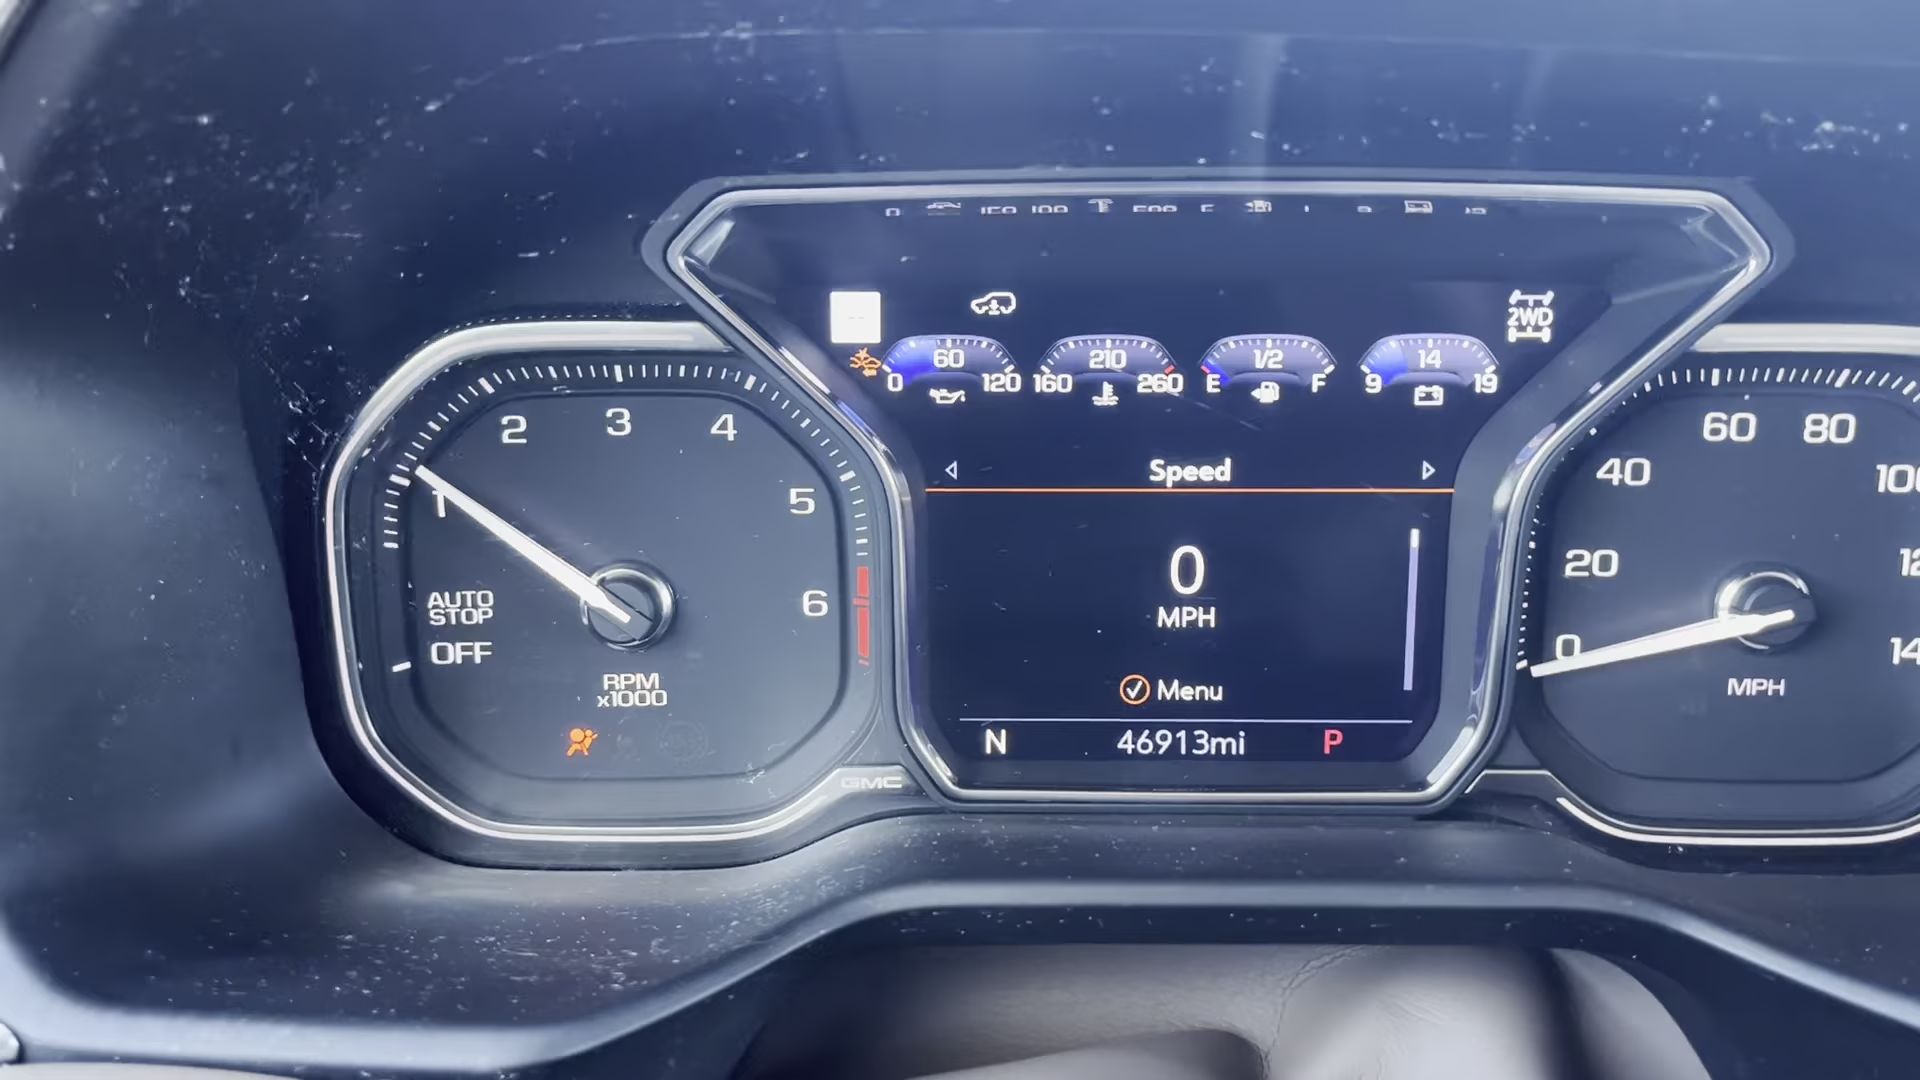 2WD
60
0 120
210
160 260
1/2
E F
14
9 19
Speed
0
MPH
Menu
N 46913mi P
1 2 3 4 5 6
AUTO
STOP
OFF
RPM
x1000
GMC
0 20 40 60 80
MPH